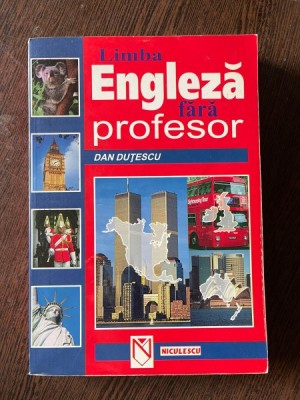 Limba
Engleză
fără
profesor
DAN DUȚESCU
NICULESCU